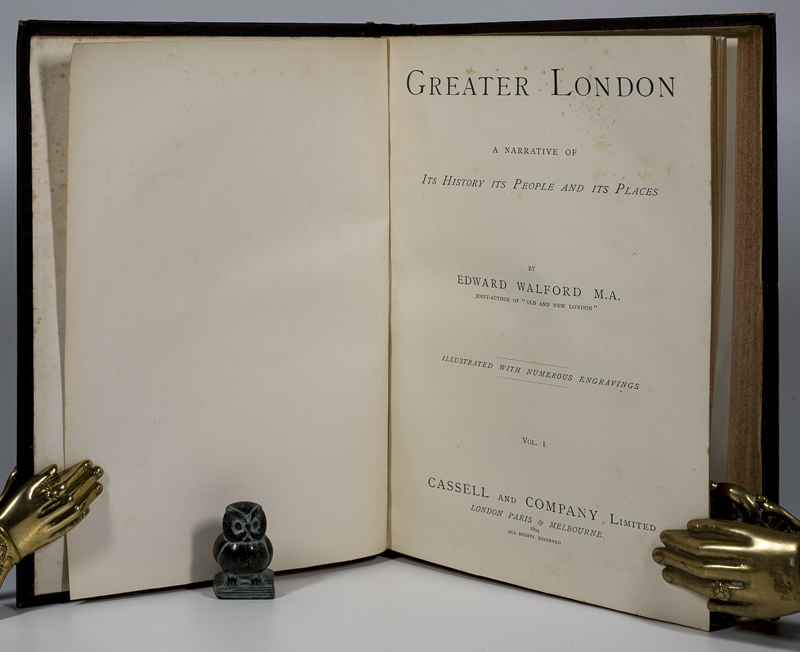 GREATER LONDON
A NARRATIVE OF
ITS HISTORY ITS PEOPLE AND ITS PLACES
BY
EDWARD WALFORD M.A.
JOINT-AUTHOR OF "OLD AND NEW LONDON"
ILLUSTRATED WITH NUMEROUS ENGRAVINGS
VOL. I
CASSELL AND COMPANY, LIMITED
LONDON PARIS & MELBOURNE.
1894
ALL RIGHTS RESERVED